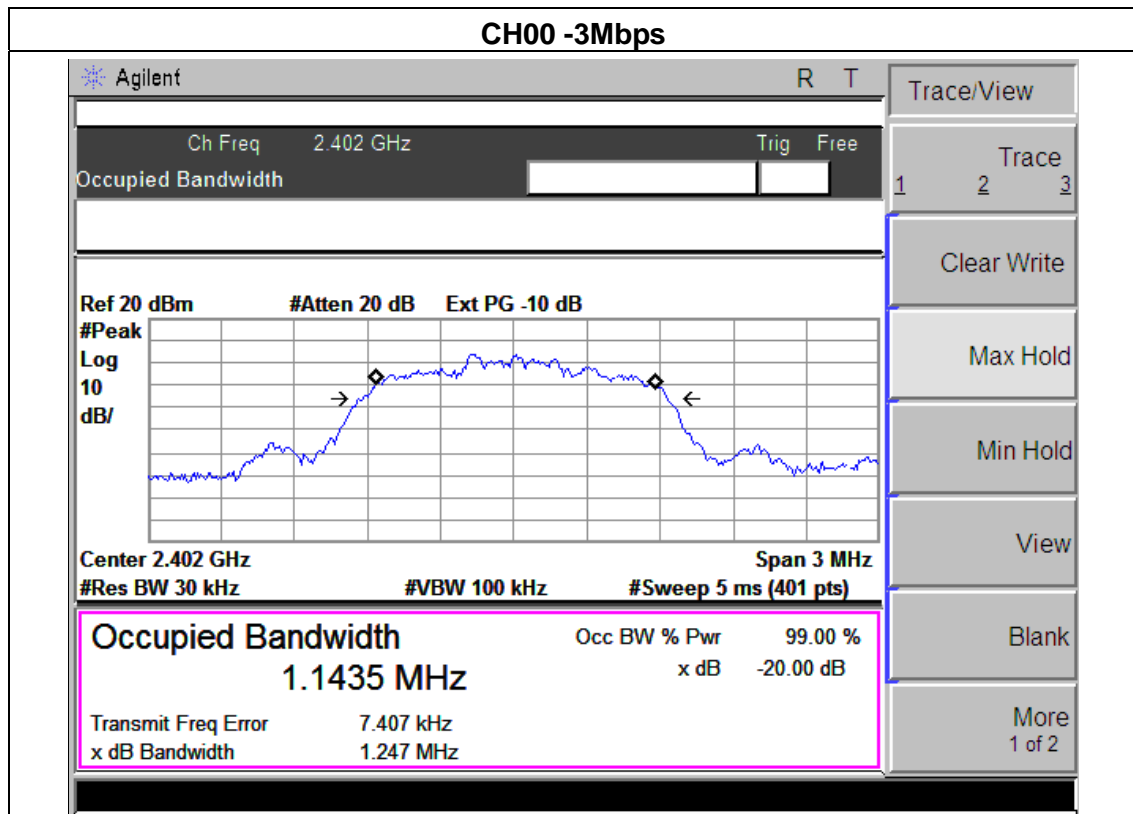 CH00 -3Mbps
Agilent R T
Ch Freq 2.402 GHz Trig Free
Occupied Bandwidth
Ref 20 dBm #Atten 20 dB Ext PG -10 dB
#Peak
Log
10
dB/
Center 2.402 GHz Span 3 MHz
#Res BW 30 kHz #VBW 100 kHz #Sweep 5 ms (401 pts)
Occupied Bandwidth Occ BW % Pwr 99.00 %
1.1435 MHz x dB -20.00 dB
Transmit Freq Error 7.407 kHz
x dB Bandwidth 1.247 MHz
Trace/View
Trace
1 2 3
Clear Write
Max Hold
Min Hold
View
Blank
More
1 of 2